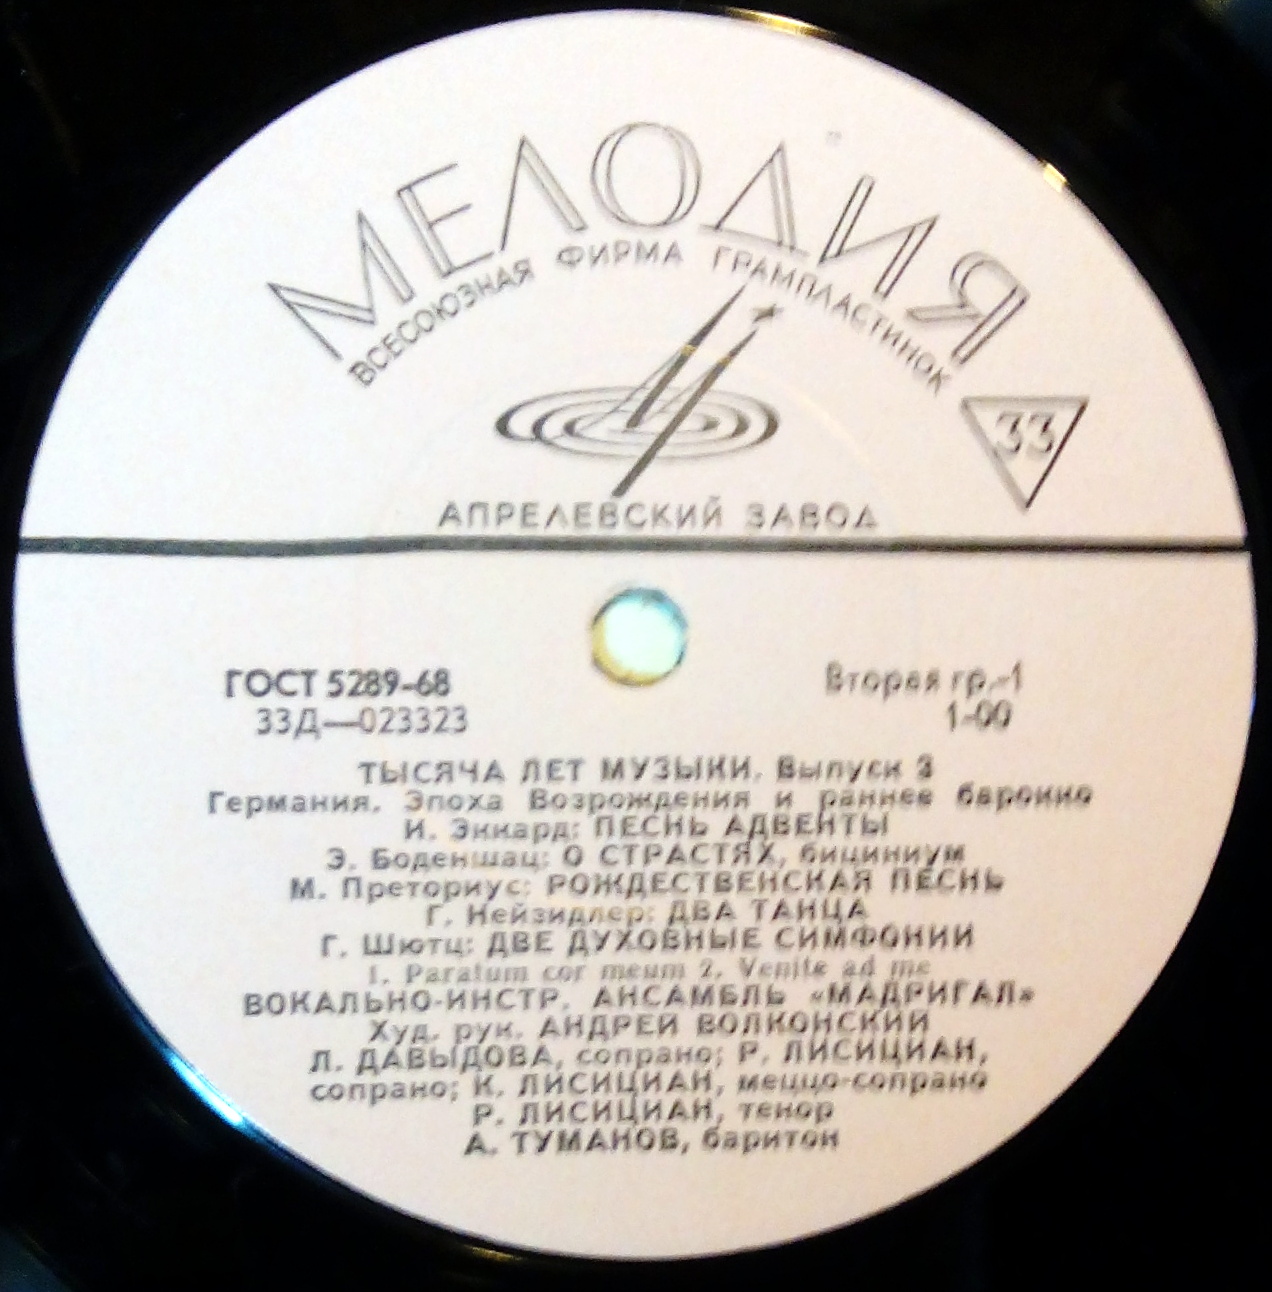 МЕЛОДИЯ
ВСЕСОЮЗНАЯ ФИРМА ГРАМПЛАСТИНОК
33
АПРЕЛЕВСКИЙ ЗАВОД
ГОСТ 5289-68
Вторая гр.-1
33Д—023323
1-00
ТЫСЯЧА ЛЕТ МУЗЫКИ. Выпуск 3
Германия. Эпоха Возрождения и раннее барокко
И. Эккард: ПЕСНЬ АДВЕНТЫ
Э. Боденшац: О СТРАСТЯХ, бициниум
М. Преториус: РОЖДЕСТВЕНСКАЯ ПЕСНЬ
Г. Нейзидлер: ДВА ТАНЦА
Г. Шютц: ДВЕ ДУХОВНЫЕ СИМФОНИИ
1. Paratum cor meum 2. Venite ad me
ВОКАЛЬНО-ИНСТР. АНСАМБЛЬ «МАДРИГАЛ»
Худ. рук. АНДРЕЙ ВОЛКОНСКИЙ
Л. ДАВЫДОВА, сопрано; Р. ЛИСИЦИАН,
сопрано; К. ЛИСИЦИАН, меццо-сопрано
Р. ЛИСИЦИАН, тенор
А. ТУМАНОВ, баритон